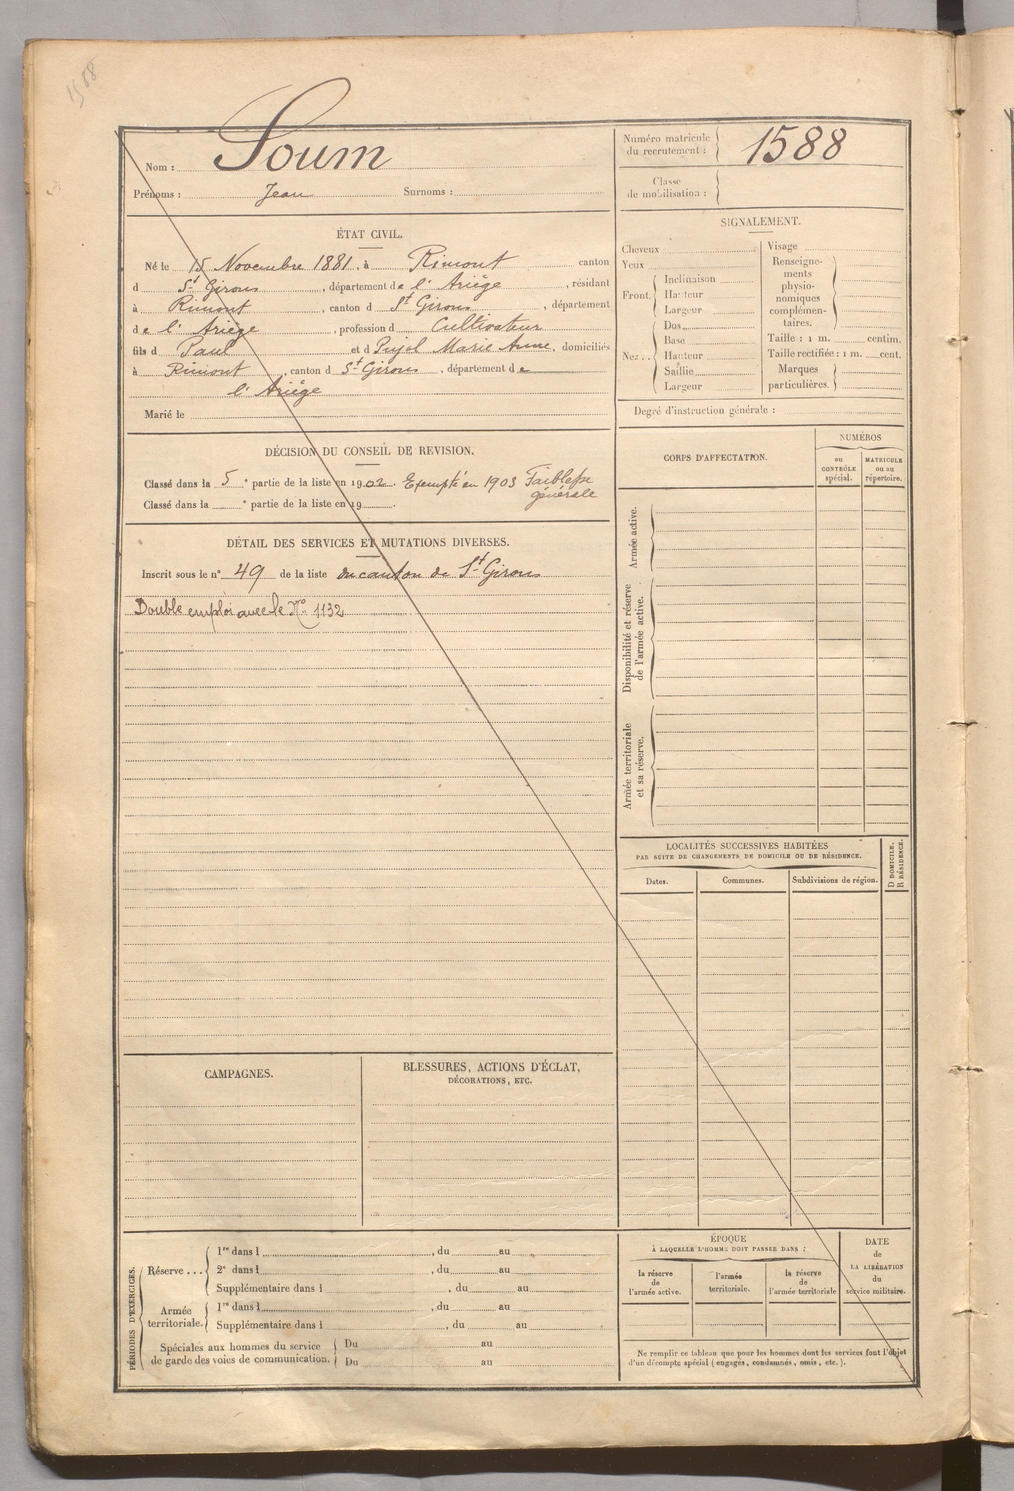 1588
Nom : Soum
Prénoms : Jean Surnoms :
Numéro matricule du recrutement : 1588
Classe de mobilisation :
ÉTAT CIVIL.
Né le 15 Novembre 1881, à Rimont canton
d St Girons, département de l'Ariège, résidant
à Rimont, canton d St Girons, département
de l'Ariège, profession d Cultivateur
fils d Paul et d Pujol Marie Anne, domiciliés
à Rimont, canton d St Girons, département de
l'Ariège
Marié le
SIGNALEMENT.
Cheveux
Yeux
Front. Inclinaison
Hauteur
Largeur
Nez... Dos
Base
Hauteur
Saillie
Largeur
Visage
Renseigne-
ments
physio-
nomiques
complémen-
taires.
Taille : 1 m. centim.
Taille rectifiée : 1 m. cent.
Marques
particulières.
Degré d'instruction générale :
DÉCISION DU CONSEIL DE REVISION.
Classé dans la 5e partie de la liste en 1902. Exempté en 1903 Faiblesse
générale
Classé dans la e partie de la liste en 19 .
CORPS D'AFFECTATION.
NUMÉROS
au
CONTRÔLE
spécial.
MATRICULE
ou au
répertoire.
Armée active.
Disponibilité et réserve
de l'armée active.
Armée territoriale
et sa réserve.
DÉTAIL DES SERVICES ET MUTATIONS DIVERSES.
Inscrit sous le n° 49 de la liste du canton de St Girons
Double emploi avec le No 1132
LOCALITÉS SUCCESSIVES HABITÉES
PAR SUITE DE CHANGEMENTS DE DOMICILE OU DE RÉSIDENCE.
Dates. Communes. Subdivisions de région.
D DOMICILE.
R RÉSIDENCE.
CAMPAGNES.
BLESSURES, ACTIONS D'ÉCLAT,
DÉCORATIONS, ETC.
PÉRIODES D'EXERCICES.
Réserve ... 1re dans l , du au
2e dans l , du au
Supplémentaire dans l , du au
Armée
territoriale. 1re dans l , du au
Supplémentaire dans l , du au
Spéciales aux hommes du service
de garde des voies de communication. Du au
Du au
ÉPOQUE
À LAQUELLE L'HOMME DOIT PASSER DANS :
la réserve
de
l'armée active.
l'armée
territoriale.
la réserve
de
l'armée territoriale
DATE
de
LA LIBÉRATION
du
service militaire.
Ne remplir ce tableau que pour les hommes dont les services font l'objet
d'un décompte spécial (engagés, condamnés, omis, etc.).